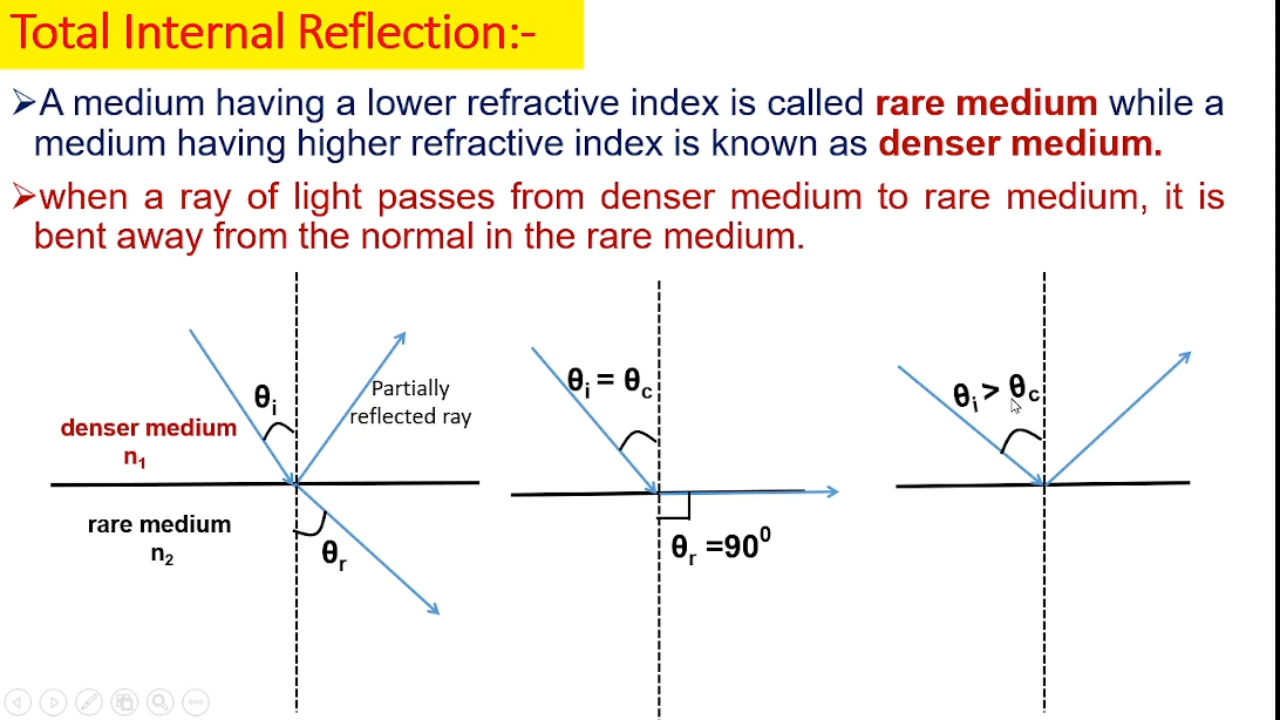 Total Internal Reflection:-
➢A medium having a lower refractive index is called rare medium while a
medium having higher refractive index is known as denser medium.
➢when a ray of light passes from denser medium to rare medium, it is
bent away from the normal in the rare medium.
θi
Partially
reflected ray
denser medium
n1
rare medium
n2
θr
θi = θc
θr =90⁰
θi > θc